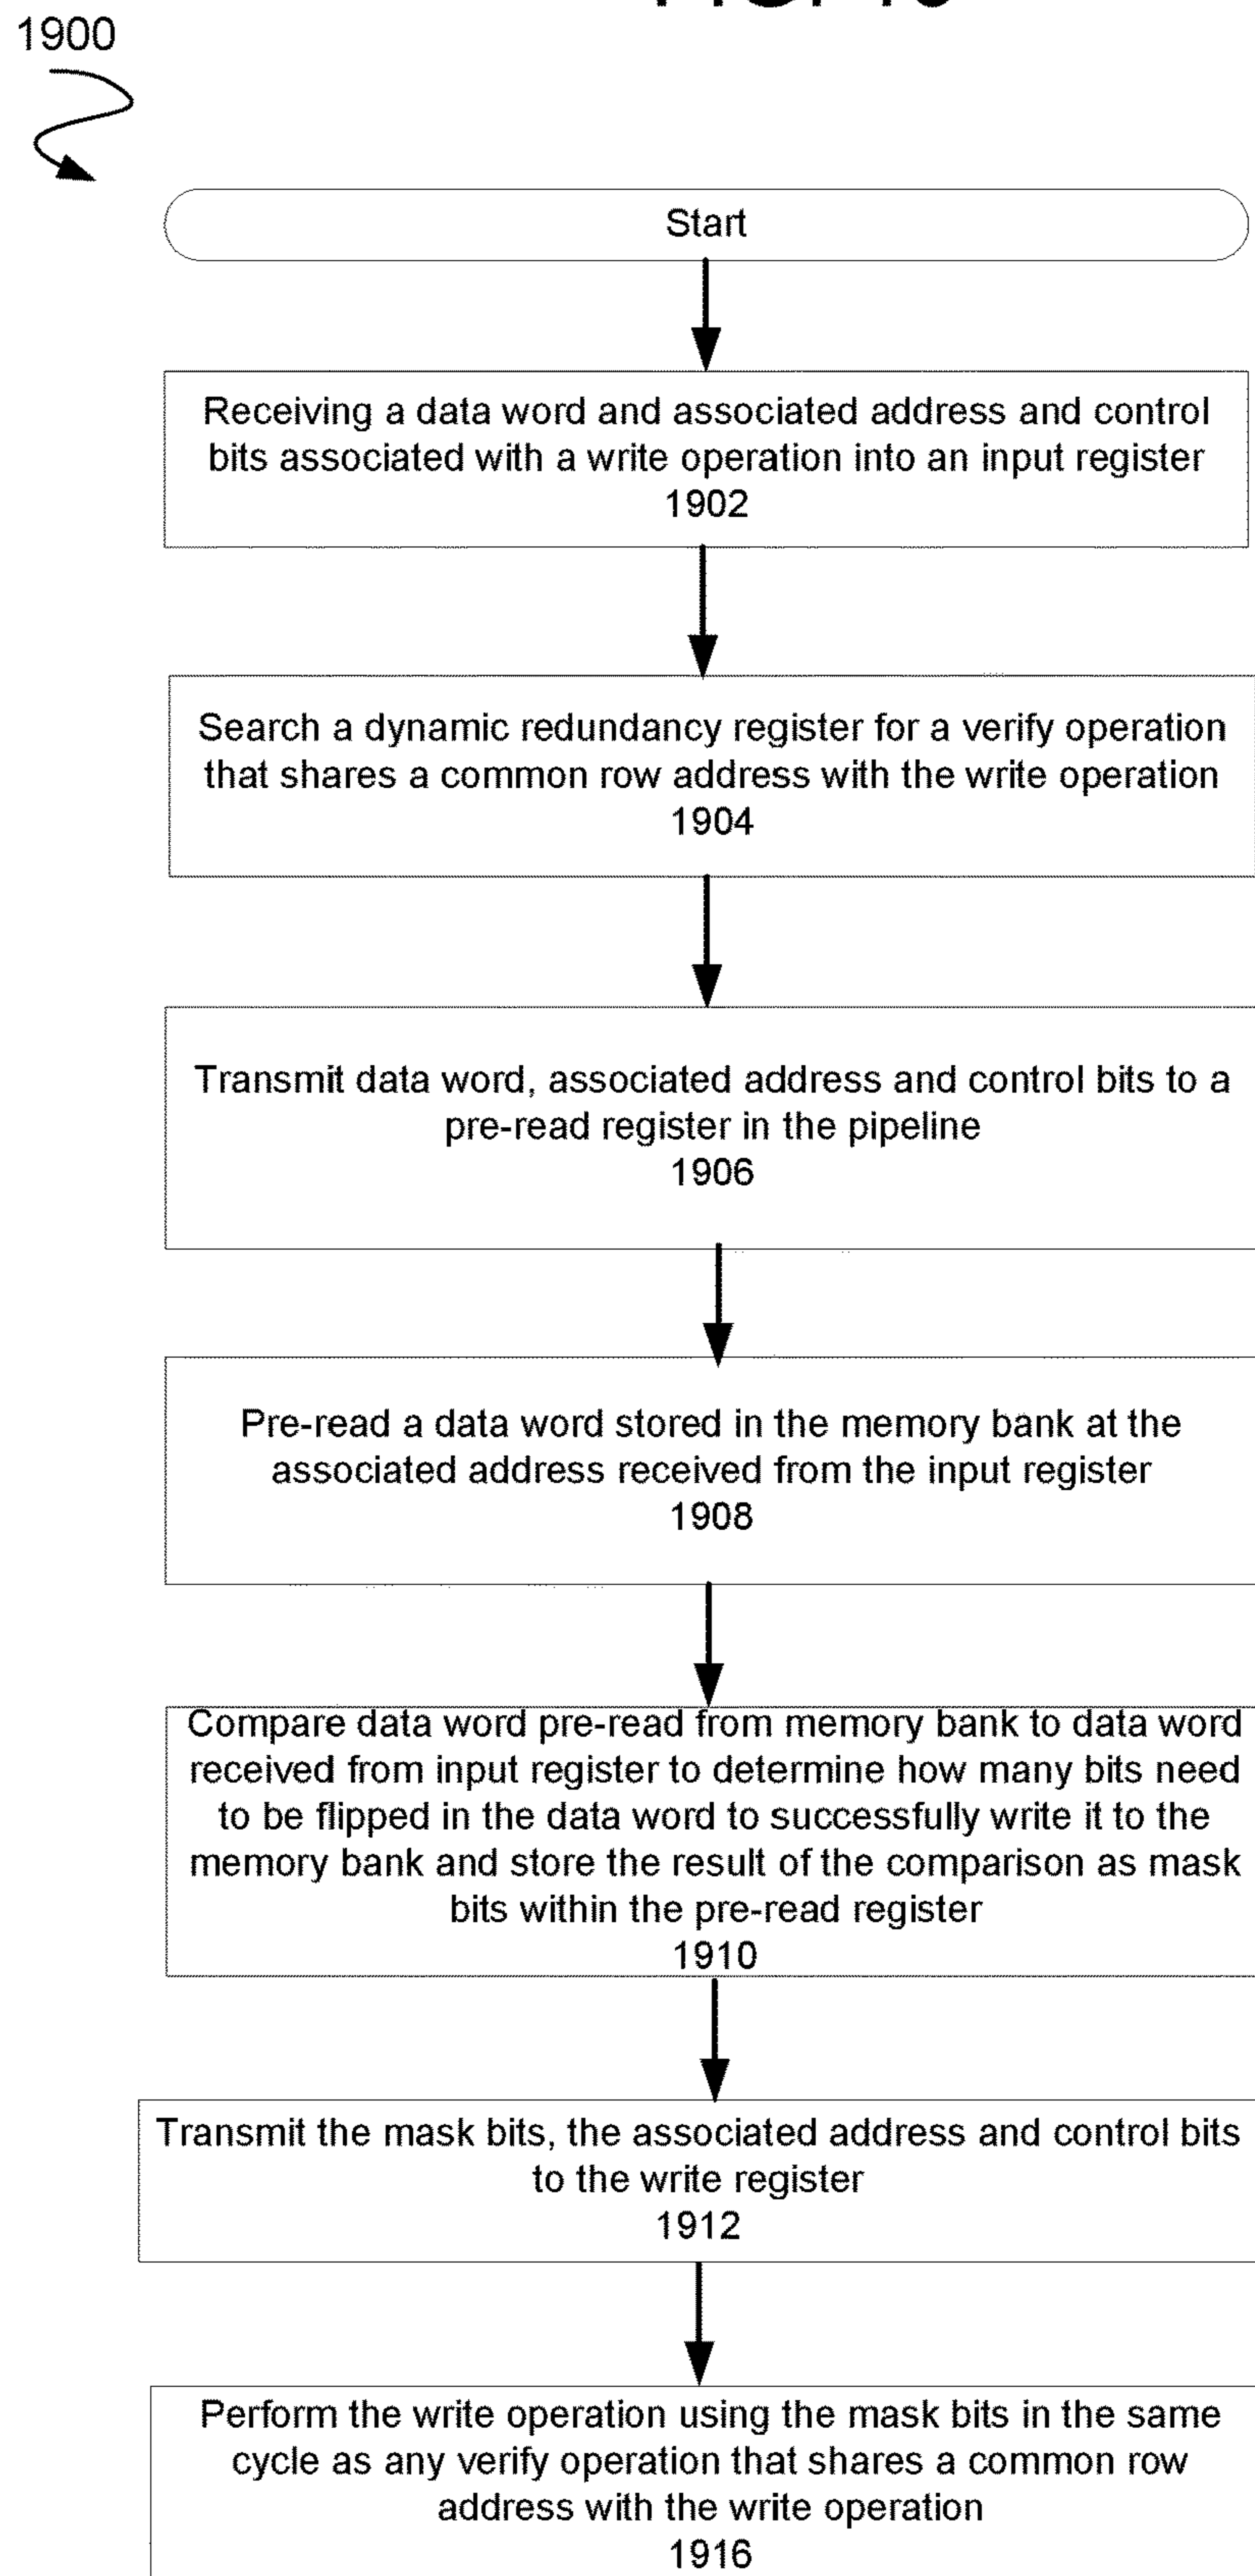 1900
Start
Receiving a data word and associated address and control
bits associated with a write operation into an input register
1902
Search a dynamic redundancy register for a verify operation
that shares a common row address with the write operation
1904
Transmit data word, associated address and control bits to a
pre-read register in the pipeline
1906
Pre-read a data word stored in the memory bank at the
associated address received from the input register
1908
Compare data word pre-read from memory bank to data word
received from input register to determine how many bits need
to be flipped in the data word to successfully write it to the
memory bank and store the result of the comparison as mask
bits within the pre-read register
1910
Transmit the mask bits, the associated address and control bits
to the write register
1912
Perform the write operation using the mask bits in the same
cycle as any verify operation that shares a common row
address with the write operation
1916